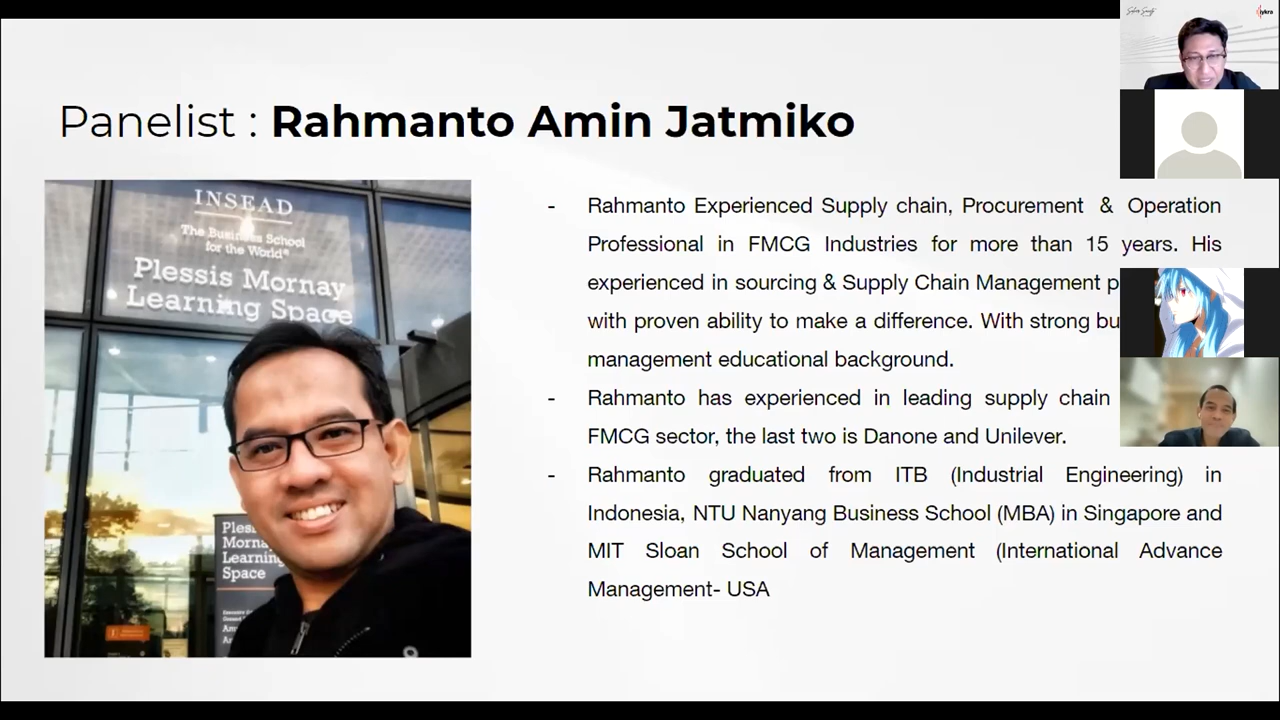 Panelist : Rahmanto Amin Jatmiko
INSEAD
The Business School
for the World®
Plessis Mornay
Learning Space
Learning
Space
- Rahmanto Experienced Supply chain, Procurement & Operation
Professional in FMCG Industries for more than 15 years. His
experienced in sourcing & Supply Chain Management p
with proven ability to make a difference. With strong bu
management educational background.
- Rahmanto has experienced in leading supply chain
FMCG sector, the last two is Danone and Unilever.
- Rahmanto graduated from ITB (Industrial Engineering) in
Indonesia, NTU Nanyang Business School (MBA) in Singapore and
MIT Sloan School of Management (International Advance
Management- USA